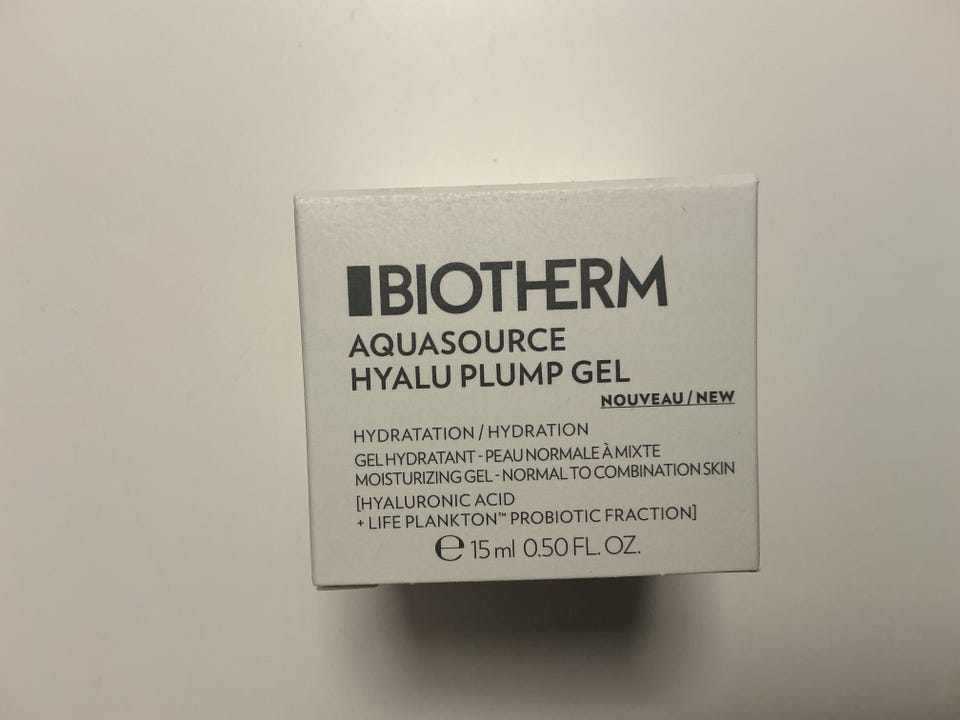 BIOTHERM
AQUASOURCE
HYALU PLUMP GEL
NOUVEAU / NEW
HYDRATATION / HYDRATION
GEL HYDRATANT - PEAU NORMALE À MIXTE
MOISTURIZING GEL - NORMAL TO COMBINATION SKIN
[HYALURONIC ACID
+ LIFE PLANKTON™ PROBIOTIC FRACTION]
℮ 15 ml 0.50 FL. OZ.